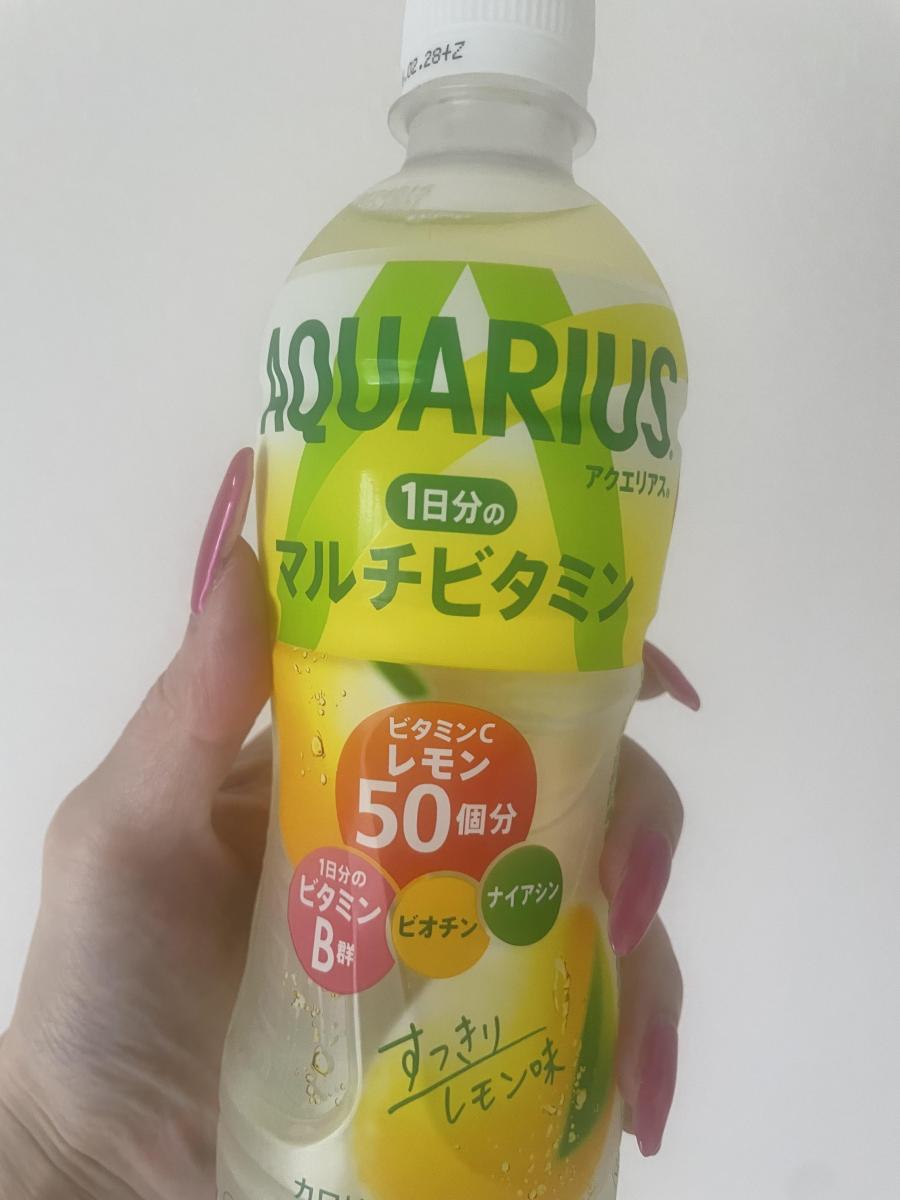 .02.28+Z
AQUARIUS®
アクエリアス®
1日分の
マルチビタミン
ビタミンC
レモン
50個分
1日分の
ビタミン
B群
ビオチン
ナイアシン
すっきり
レモン味